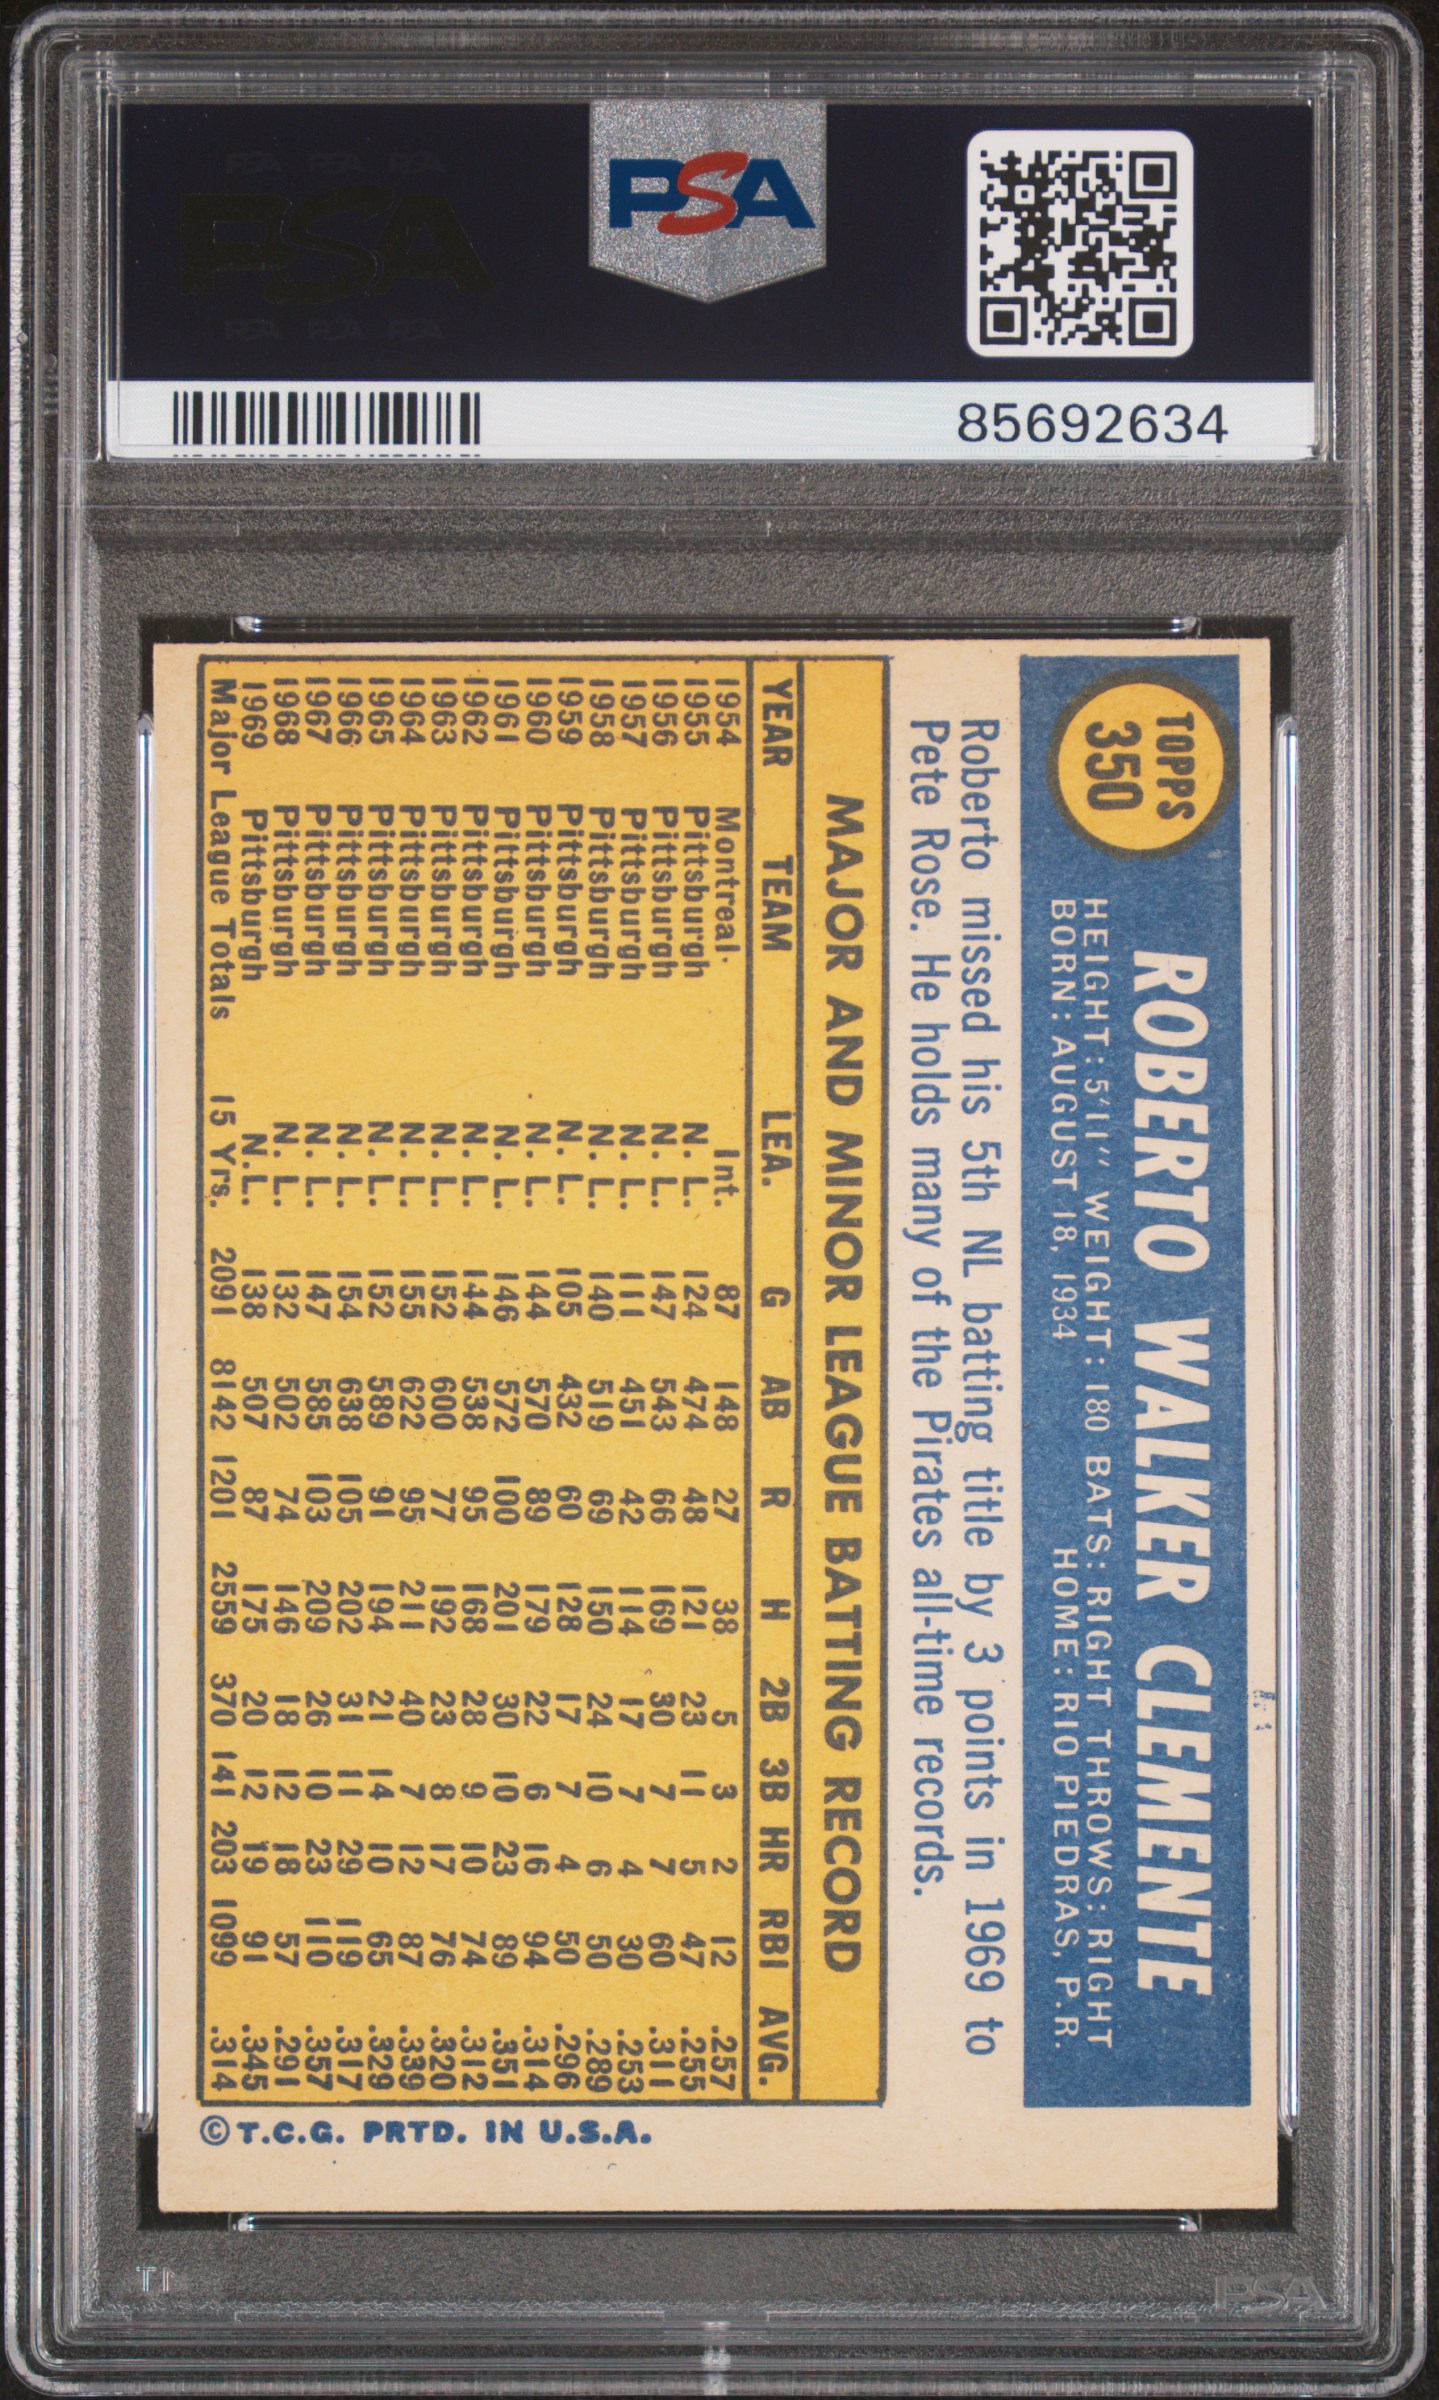 PSA PSA PSA
PSA
PSA PSA PSA
PSA
85692634
TOPPS
350
ROBERTO WALKER CLEMENTE
HEIGHT: 5'11" WEIGHT: 180 BATS: RIGHT THROWS: RIGHT
BORN: AUGUST 18, 1934 HOME: RIO PIEDRAS, P.R.
Roberto missed his 5th NL batting title by 3 points in 1969 to
Pete Rose. He holds many of the Pirates all-time records.
MAJOR AND MINOR LEAGUE BATTING RECORD
YEAR TEAM LEA. G AB R H 2B 3B HR RBI AVG.
1954 Montreal Int. 87 148 27 38 5 3 2 12 .257
1955 Pittsburgh N. L. 124 474 48 121 23 11 5 47 .255
1956 Pittsburgh N. L. 147 543 66 169 30 7 7 60 .311
1957 Pittsburgh N. L. 111 451 42 114 17 7 4 30 .253
1958 Pittsburgh N. L. 140 519 69 150 24 10 6 50 .289
1959 Pittsburgh N. L. 105 432 60 128 17 7 4 50 .296
1960 Pittsburgh N. L. 144 570 89 179 22 6 16 94 .314
1961 Pittsburgh N. L. 146 572 100 201 30 10 23 89 .351
1962 Pittsburgh N. L. 144 538 95 168 28 9 10 74 .312
1963 Pittsburgh N. L. 152 600 77 192 23 8 17 76 .320
1964 Pittsburgh N. L. 155 622 95 211 40 7 12 87 .339
1965 Pittsburgh N. L. 152 589 91 194 21 14 10 65 .329
1966 Pittsburgh N. L. 154 638 105 202 31 11 29 119 .317
1967 Pittsburgh N. L. 147 585 103 209 26 10 23 110 .357
1968 Pittsburgh N. L. 132 502 74 146 18 12 18 57 .291
1969 Pittsburgh N.L. 138 507 87 175 20 12 19 91 .345
Major League Totals 15 Yrs. 2091 8142 1201 2559 370 141 203 1099 .314
©T.C.G. PRTD. IN U.S.A.
PSA